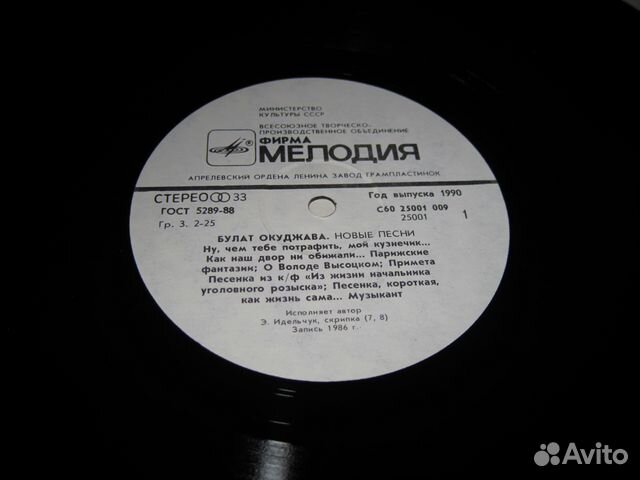 МИНИСТЕРСТВО
КУЛЬТУРЫ СССР
ВСЕСОЮЗНОЕ ТВОРЧЕСКО-
ПРОИЗВОДСТВЕННОЕ ОБЪЕДИНЕНИЕ
ФИРМА
МЕЛОДИЯ
АПРЕЛЕВСКИЙ ОРДЕНА ЛЕНИНА ЗАВОД ГРАМПЛАСТИНОК
СТЕРЕО 33
Год выпуска 1990
ГОСТ 5289-88
С60 25001 009
Гр. 3. 2-25
25001
1
БУЛАТ ОКУДЖАВА. НОВЫЕ ПЕСНИ
Ну, чем тебе потрафить, мой кузнечик...
Как наш двор ни обижали... Парижские
фантазии; О Володе Высоцком; Примета
Песенка из к/ф «Из жизни начальника
уголовного розыска»; Песенка, короткая,
как жизнь сама... Музыкант
Исполняет автор
Э. Идельчук, скрипка (7, 8)
Запись 1986 г.
Avito